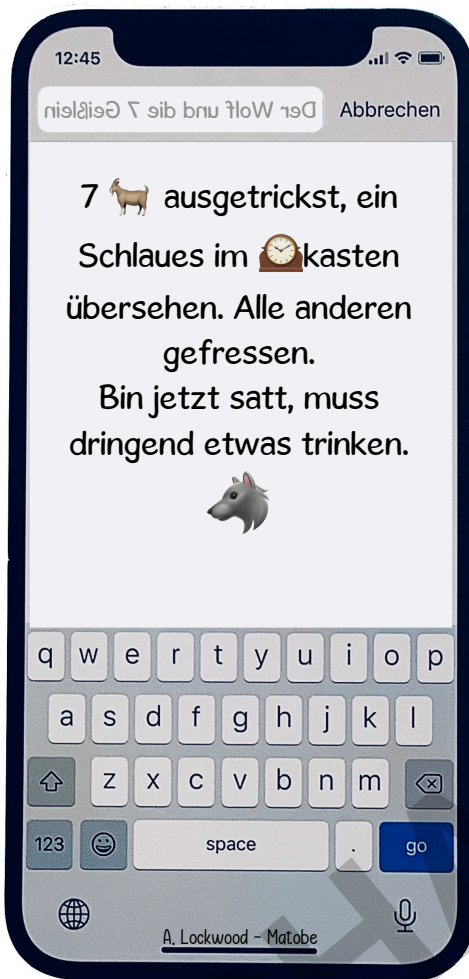 12:45
Der Wolf und die 7 Geißlein Abbrechen
7 🐐 ausgetrickst, ein
Schlaues im 🕰️kasten
übersehen. Alle anderen
gefressen.
Bin jetzt satt, muss
dringend etwas trinken.
🐺
q w e r t y u i o p
a s d f g h j k l
z x c v b n m
123 space . go
A. Lockwood - Matobe